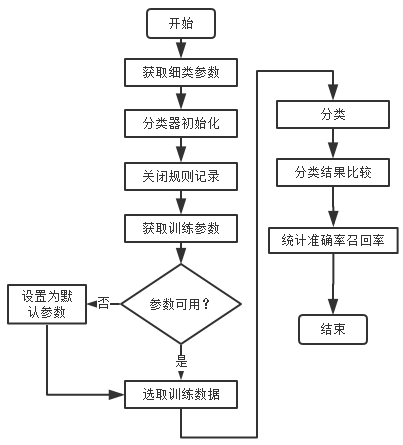 开始
获取细类参数
分类器初始化
关闭规则记录
获取训练参数
参数可用？
否
设置为默
认参数
是
选取训练数据
分类
分类结果比较
统计准确率召回率
结束